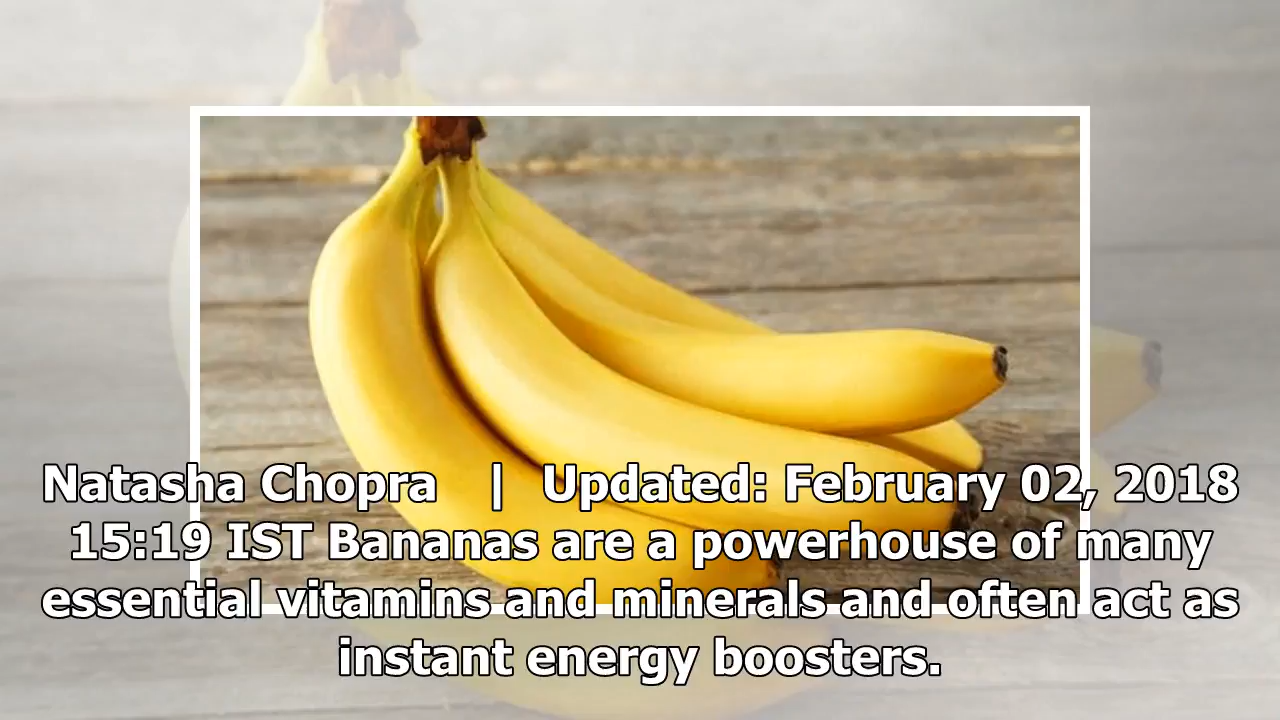 Natasha Chopra | Updated: February 02, 2018
15:19 IST Bananas are a powerhouse of many
essential vitamins and minerals and often act as
instant energy boosters.